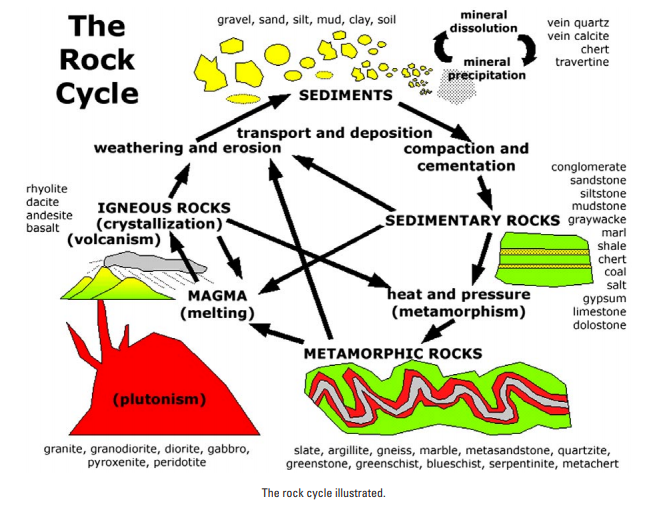 The
Rock
Cycle
gravel, sand, silt, mud, clay, soil
mineral
dissolution
mineral
precipitation
vein quartz
vein calcite
chert
travertine
SEDIMENTS
transport and deposition
weathering and erosion
compaction and
cementation
rhyolite
dacite
andesite
basalt
IGNEOUS ROCKS
(crystallization)
(volcanism)
SEDIMENTARY ROCKS
conglomerate
sandstone
siltstone
mudstone
graywacke
marl
shale
chert
coal
salt
gypsum
limestone
dolostone
MAGMA
(melting)
heat and pressure
(metamorphism)
METAMORPHIC ROCKS
(plutonism)
granite, granodiorite, diorite, gabbro,
pyroxenite, peridotite
slate, argillite, gneiss, marble, metasandstone, quartzite,
greenstone, greenschist, blueschist, serpentinite, metachert
The rock cycle illustrated.